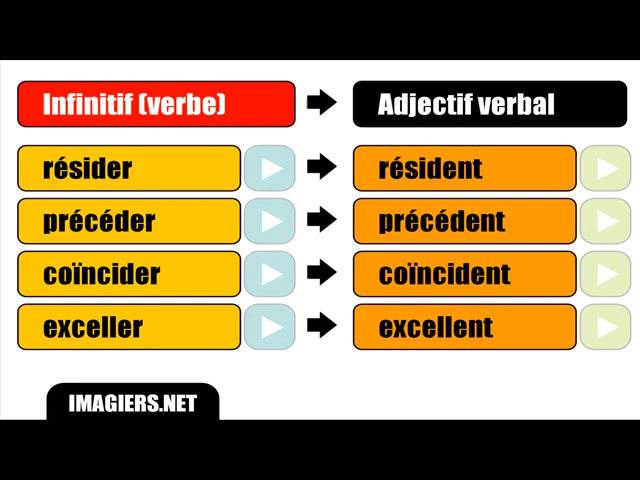 Infinitif (verbe) Adjectif verbal
résider résident
précéder précédent
coïncider coïncident
exceller excellent
IMAGIERS.NET